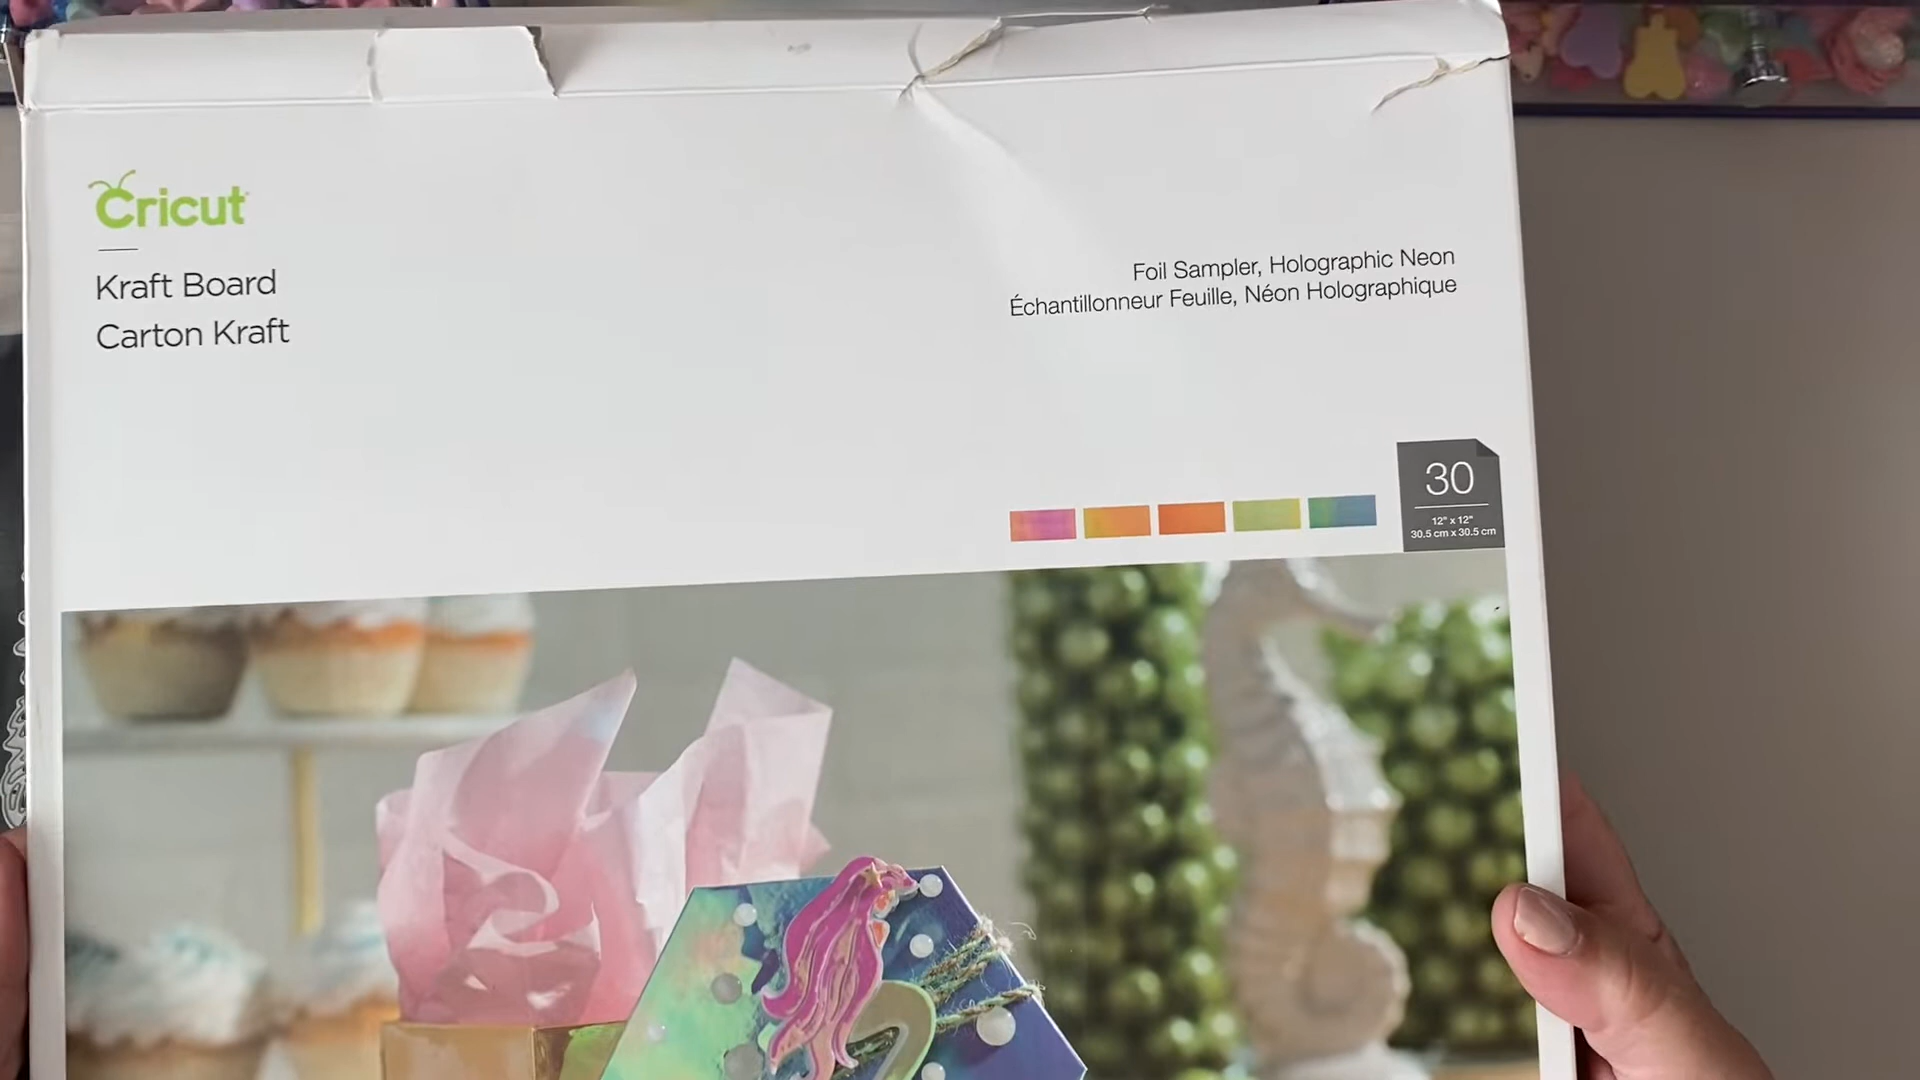 Cricut
Kraft Board
Carton Kraft
Foil Sampler, Holographic Neon
Échantillonneur Feuille, Néon Holographique
30
12" x 12"
30.5 cm x 30.5 cm